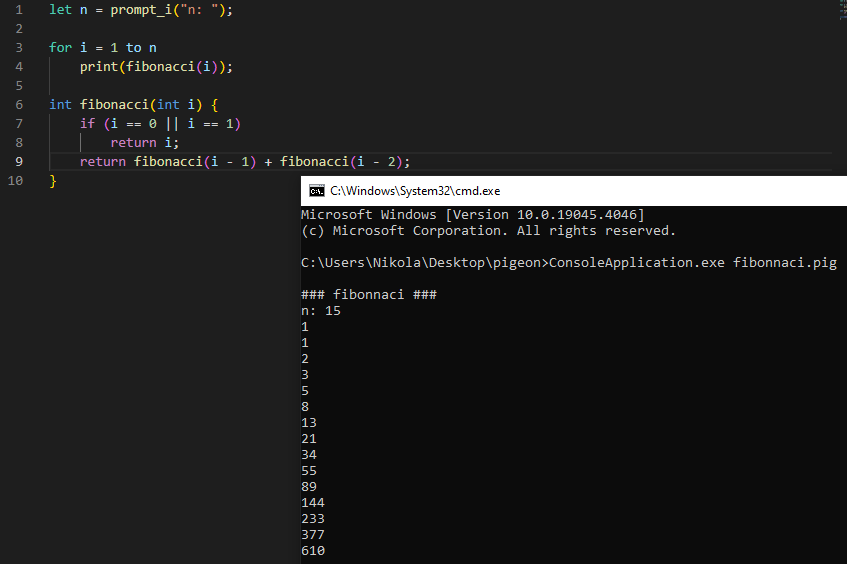 1 let n = prompt_i("n: ");
2
3 for i = 1 to n
4     print(fibonacci(i));
5
6 int fibonacci(int i) {
7     if (i == 0 || i == 1)
8         return i;
9     return fibonacci(i - 1) + fibonacci(i - 2);
10 }
C:\Windows\System32\cmd.exe
Microsoft Windows [Version 10.0.19045.4046]
(c) Microsoft Corporation. All rights reserved.
C:\Users\Nikola\Desktop\pigeon>ConsoleApplication.exe fibonnaci.pig
### fibonnaci ###
n: 15
1
1
2
3
5
8
13
21
34
55
89
144
233
377
610